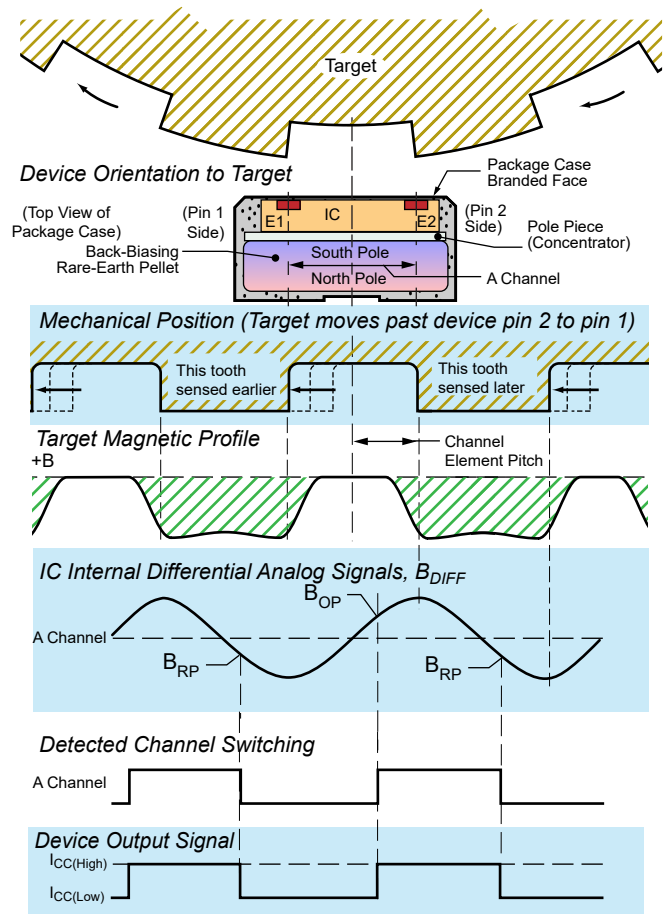 Target
Device Orientation to Target
Package Case
Branded Face
(Top View of
Package Case)
(Pin 1
Side)
E1
IC
E2
(Pin 2
Side)
Pole Piece
(Concentrator)
Back-Biasing
Rare-Earth Pellet
South Pole
North Pole
A Channel
Mechanical Position (Target moves past device pin 2 to pin 1)
This tooth
sensed earlier
This tooth
sensed later
Target Magnetic Profile
+B
Channel
Element Pitch
IC Internal Differential Analog Signals, BDIFF
BOP
A Channel
BRP
BRP
Detected Channel Switching
A Channel
Device Output Signal
ICC(High)
ICC(Low)